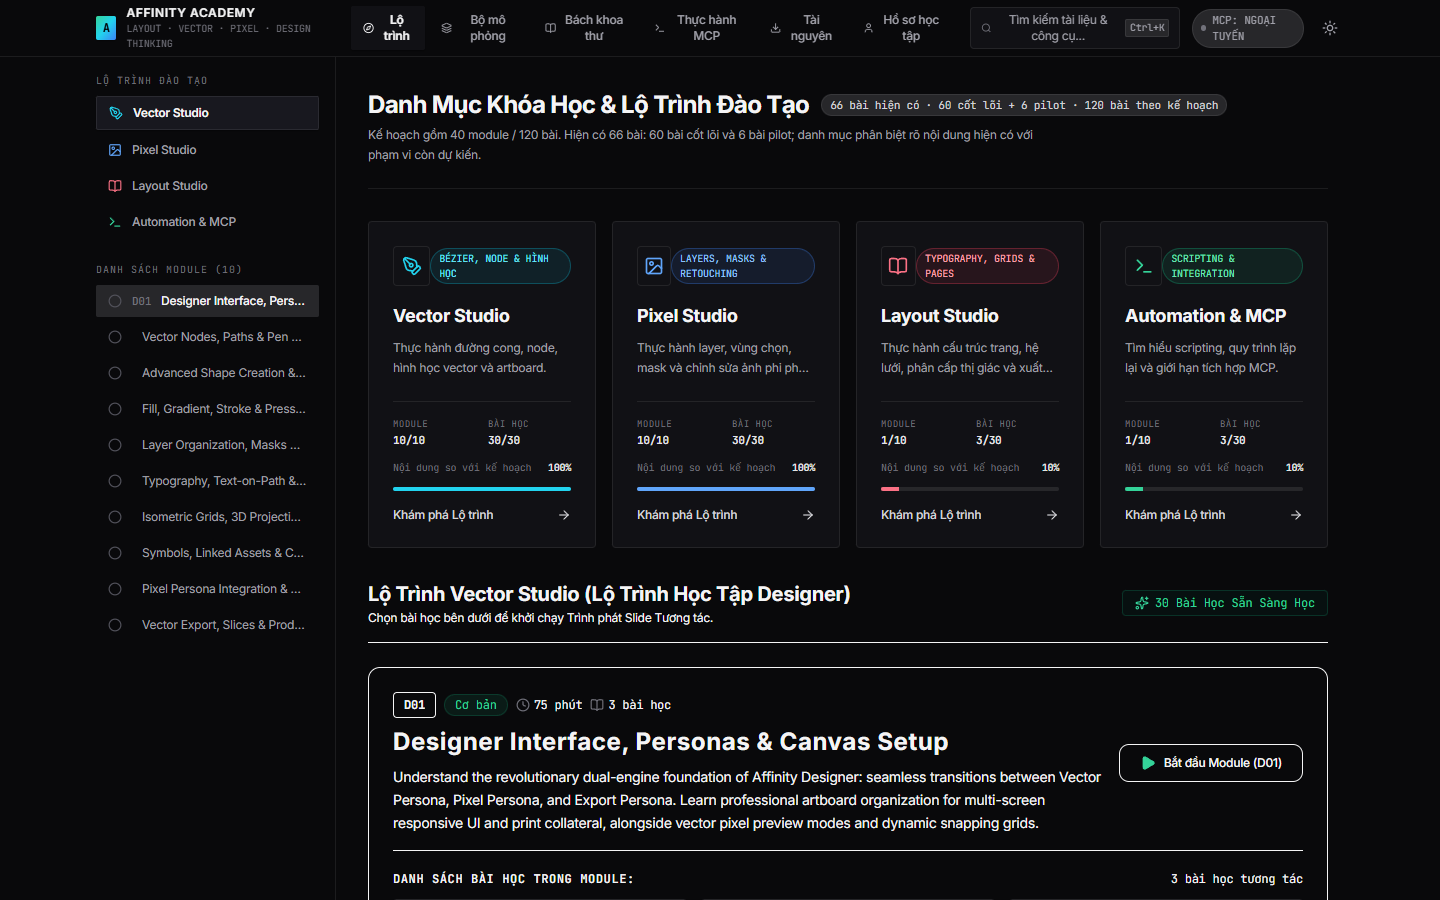 A
AFFINITY ACADEMY
LAYOUT · VECTOR · PIXEL · DESIGN
THINKING
Lộ
trình
Bộ mô
phỏng
Bách khoa
thư
Thực hành
MCP
Tài
nguyên
Hồ sơ học
tập
Tìm kiếm tài liệu &
công cụ...
Ctrl+K
MCP: NGOẠI
TUYẾN
LỘ TRÌNH ĐÀO TẠO
Vector Studio
Pixel Studio
Layout Studio
Automation & MCP
DANH SÁCH MODULE (10)
D01 Designer Interface, Pers...
Vector Nodes, Paths & Pen ...
Advanced Shape Creation &...
Fill, Gradient, Stroke & Press...
Layer Organization, Masks ...
Typography, Text-on-Path &...
Isometric Grids, 3D Projecti...
Symbols, Linked Assets & C...
Pixel Persona Integration & ...
Vector Export, Slices & Prod...
Danh Mục Khóa Học & Lộ Trình Đào Tạo
66 bài hiện có · 60 cốt lõi + 6 pilot · 120 bài theo kế hoạch
Kế hoạch gồm 40 module / 120 bài. Hiện có 66 bài: 60 bài cốt lõi và 6 bài pilot; danh mục phân biệt rõ nội dung hiện có với
phạm vi còn dự kiến.
BÉZIER, NODE & HÌNH
HỌC
Vector Studio
Thực hành đường cong, node,
hình học vector và artboard.
MODULE
BÀI HỌC
10/10
30/30
Nội dung so với kế hoạch 100%
Khám phá Lộ trình
LAYERS, MASKS &
RETOUCHING
Pixel Studio
Thực hành layer, vùng chọn,
mask và chỉnh sửa ảnh phi ph...
MODULE
BÀI HỌC
10/10
30/30
Nội dung so với kế hoạch 100%
Khám phá Lộ trình
TYPOGRAPHY, GRIDS &
PAGES
Layout Studio
Thực hành cấu trúc trang, hệ
lưới, phân cấp thị giác và xuất...
MODULE
BÀI HỌC
1/10
3/30
Nội dung so với kế hoạch 10%
Khám phá Lộ trình
SCRIPTING &
INTEGRATION
Automation & MCP
Tìm hiểu scripting, quy trình lặp
lại và giới hạn tích hợp MCP.
MODULE
BÀI HỌC
1/10
3/30
Nội dung so với kế hoạch 10%
Khám phá Lộ trình
Lộ Trình Vector Studio (Lộ Trình Học Tập Designer)
Chọn bài học bên dưới để khởi chạy Trình phát Slide Tương tác.
30 Bài Học Sẵn Sàng Học
D01
Cơ bản
75 phút
3 bài học
Designer Interface, Personas & Canvas Setup
Understand the revolutionary dual-engine foundation of Affinity Designer: seamless transitions between Vector
Persona, Pixel Persona, and Export Persona. Learn professional artboard organization for multi-screen
responsive UI and print collateral, alongside vector pixel preview modes and dynamic snapping grids.
Bắt đầu Module (D01)
DANH SÁCH BÀI HỌC TRONG MODULE:
3 bài học tương tác